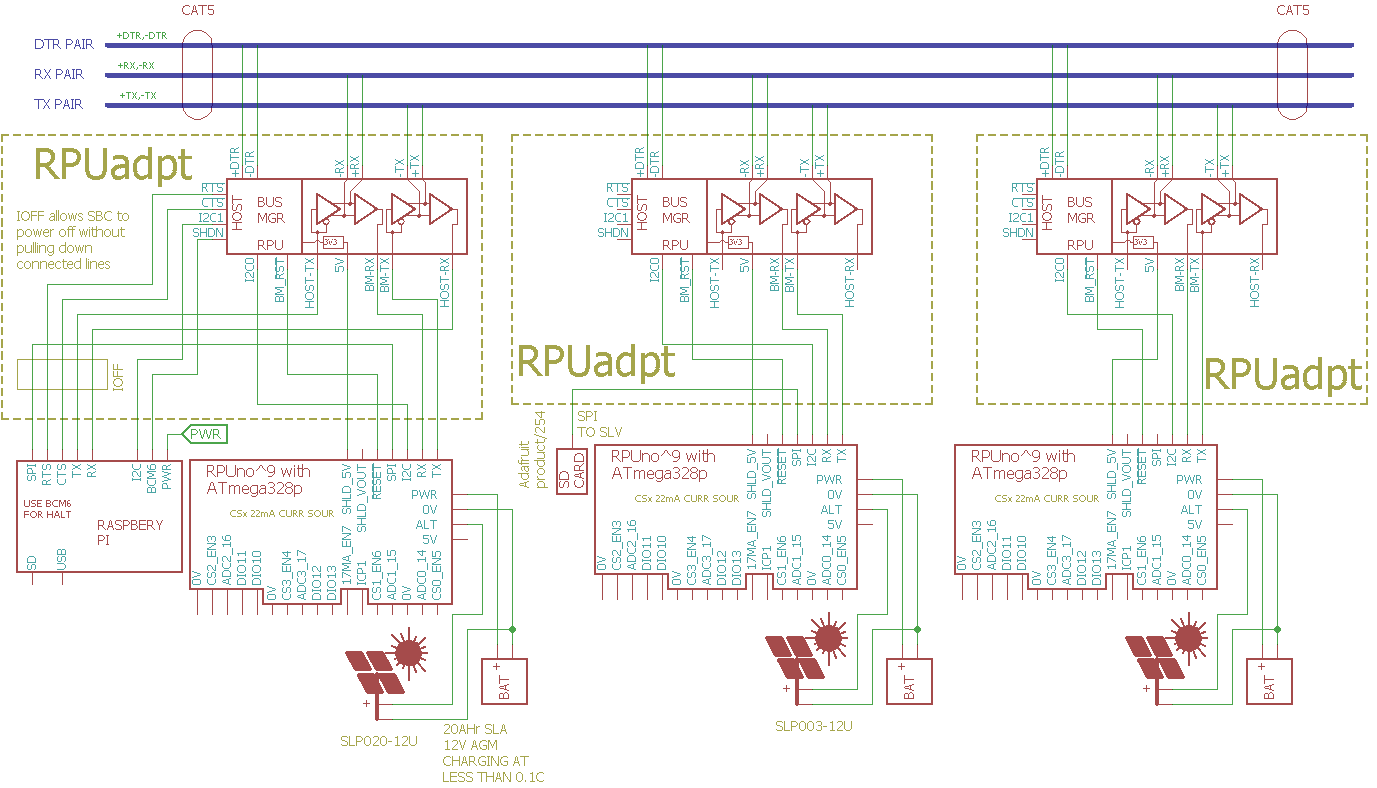 CAT5
CAT5
DTR PAIR
+DTR,-DTR
RX PAIR
+RX,-RX
TX PAIR
+TX,-TX
RPUadpt
IOFF allows SBC to
power off without
pulling down
connected lines
+DTR
-DTR
-RX
+RX
-TX
+TX
RTS
CTS
I2C1
SHDN
HOST
BUS
MGR
RPU
3V3
I2C0
BM_RST
HOST-TX
5V
BM-RX
BM-TX
HOST-RX
IOFF
+DTR
-DTR
-RX
+RX
-TX
+TX
RTS
CTS
I2C1
SHDN
HOST
BUS
MGR
RPU
3V3
I2C0
BM_RST
HOST-TX
5V
BM-RX
BM-TX
HOST-RX
RPUadpt
+DTR
-DTR
-RX
+RX
-TX
+TX
RTS
CTS
I2C1
SHDN
HOST
BUS
MGR
RPU
3V3
I2C0
BM_RST
HOST-TX
5V
BM-RX
BM-TX
HOST-RX
RPUadpt
PWR
SPI
RTS
CTS
TX
RX
I2C
BCM6
PWR
USE BCM6
FOR HALT
RASPBERY
PI
SD
USB
RPUno^9 with
ATmega328p
CSx 22mA CURR SOUR
SHLD_5V
SHLD_VOUT
RESET
SPI
I2C
RX
TX
PWR
0V
ALT
5V
0V
CS2_EN3
ADC2_16
DIO11
DIO10
0V
CS3_EN4
ADC3_17
DIO12
DIO13
17MA_EN7
ICP1
CS1_EN6
ADC1_15
0V
ADC0_14
CS0_EN5
+
SLP020-12U
+
BAT
20AHr SLA
12V AGM
CHARGING AT
LESS THAN 0.1C
Adafruit
product/254
SPI
TO SLV
SD
CARD
RPUno^9 with
ATmega328p
CSx 22mA CURR SOUR
SHLD_5V
SHLD_VOUT
RESET
SPI
I2C
RX
TX
PWR
0V
ALT
5V
0V
CS2_EN3
ADC2_16
DIO11
DIO10
0V
CS3_EN4
ADC3_17
DIO12
DIO13
17MA_EN7
ICP1
CS1_EN6
ADC1_15
0V
ADC0_14
CS0_EN5
+
SLP003-12U
+
BAT
RPUno^9 with
ATmega328p
CSx 22mA CURR SOUR
SHLD_5V
SHLD_VOUT
RESET
SPI
I2C
RX
TX
PWR
0V
ALT
5V
0V
CS2_EN3
ADC2_16
DIO11
DIO10
0V
CS3_EN4
ADC3_17
DIO12
DIO13
17MA_EN7
ICP1
CS1_EN6
ADC1_15
0V
ADC0_14
CS0_EN5
+
+
BAT